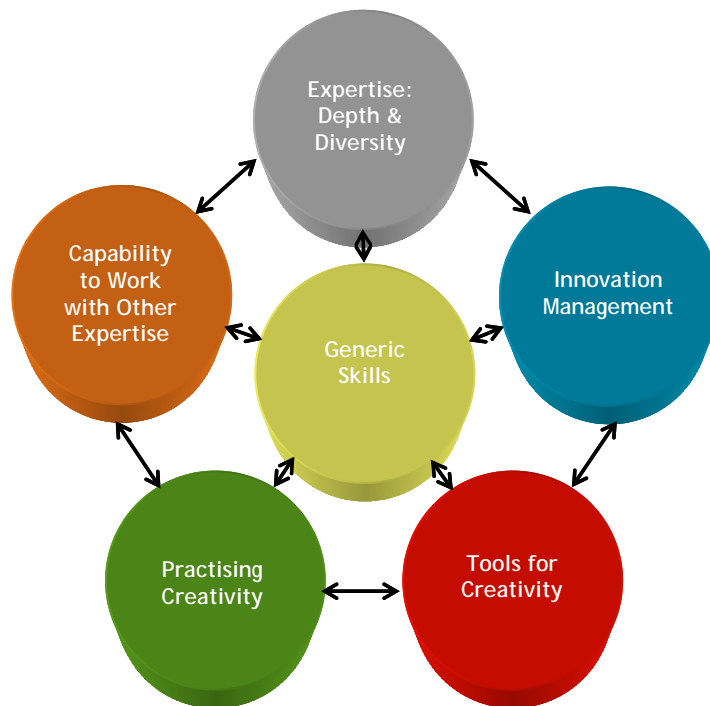 Expertise:
Depth &
Diversity
Capability
to Work
with Other
Expertise
Innovation
Management
Generic
Skills
Practising
Creativity
Tools for
Creativity